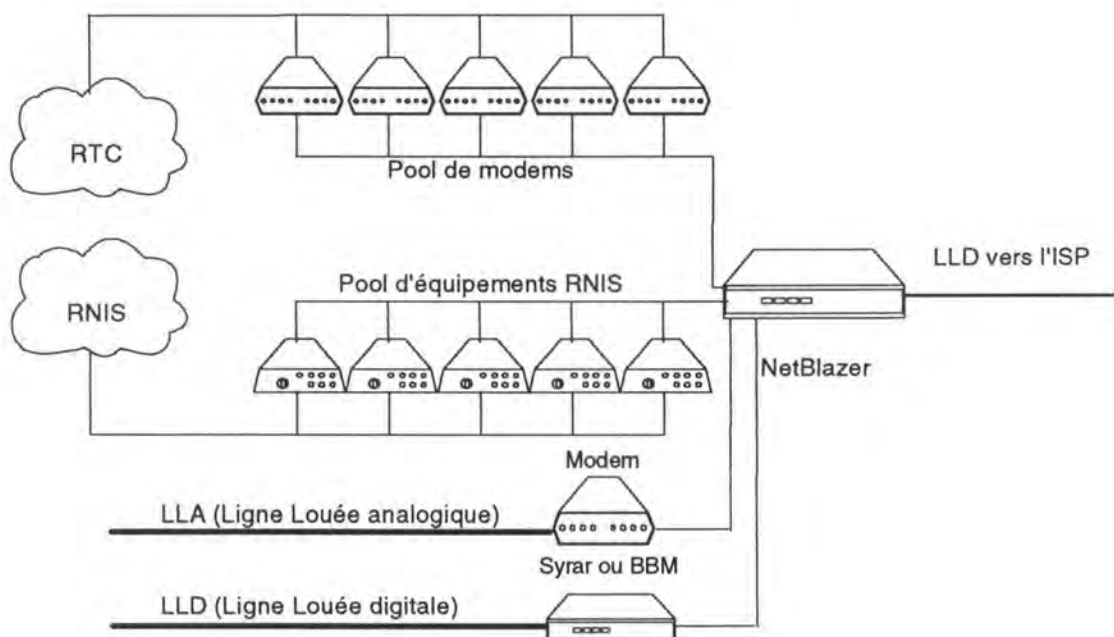 RTC
Pool de modems
LLD vers l'ISP
Pool d'équipements RNIS
RNIS
NetBlazer
Modem
LLA (Ligne Louée analogique)
Syrar ou BBM
LLD (Ligne Louée digitale)